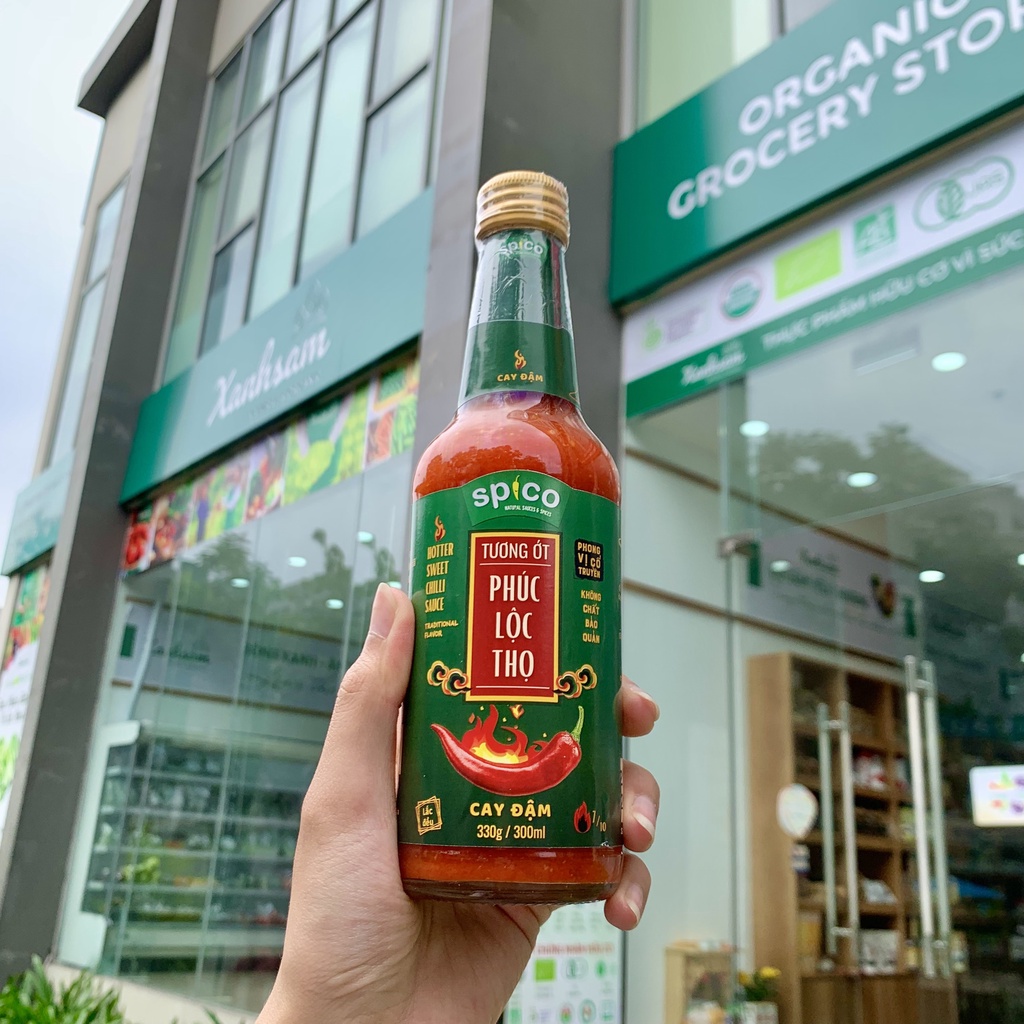 ORGANIC
GROCERY STOR
THỰC PHẨM HỮU CƠ VÌ SỨC
Xanhsam
Xanhsam
spico
CAY ĐẬM
spico
NATURAL SAUCES & SPICES
HOTTER
SWEET
CHILLI
SAUCE
TRADITIONAL
FLAVOR
TƯƠNG ỚT
PHÚC
LỘC
THỌ
PHONG
VỊ CỔ
TRUYỀN
KHÔNG
CHẤT
BẢO
QUẢN
CAY ĐẬM
330g / 300ml
Lắc
đều
7/10